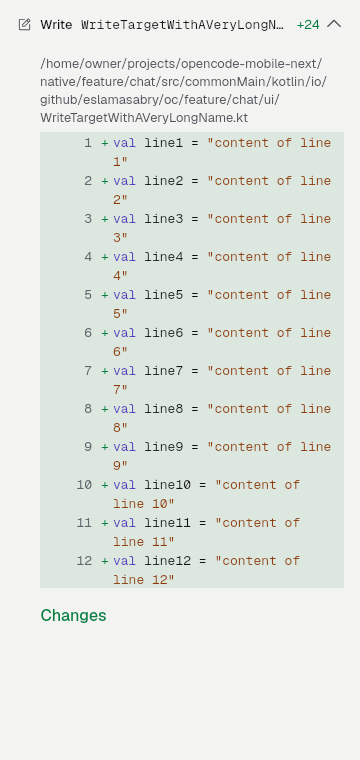 Write WriteTargetWithAVeryLongN… +24
/home/owner/projects/opencode-mobile-next/
native/feature/chat/src/commonMain/kotlin/io/
github/eslamasabry/oc/feature/chat/ui/
WriteTargetWithAVeryLongName.kt
1 + val line1 = "content of line
1"
2 + val line2 = "content of line
2"
3 + val line3 = "content of line
3"
4 + val line4 = "content of line
4"
5 + val line5 = "content of line
5"
6 + val line6 = "content of line
6"
7 + val line7 = "content of line
7"
8 + val line8 = "content of line
8"
9 + val line9 = "content of line
9"
10 + val line10 = "content of
line 10"
11 + val line11 = "content of
line 11"
12 + val line12 = "content of
line 12"
Changes